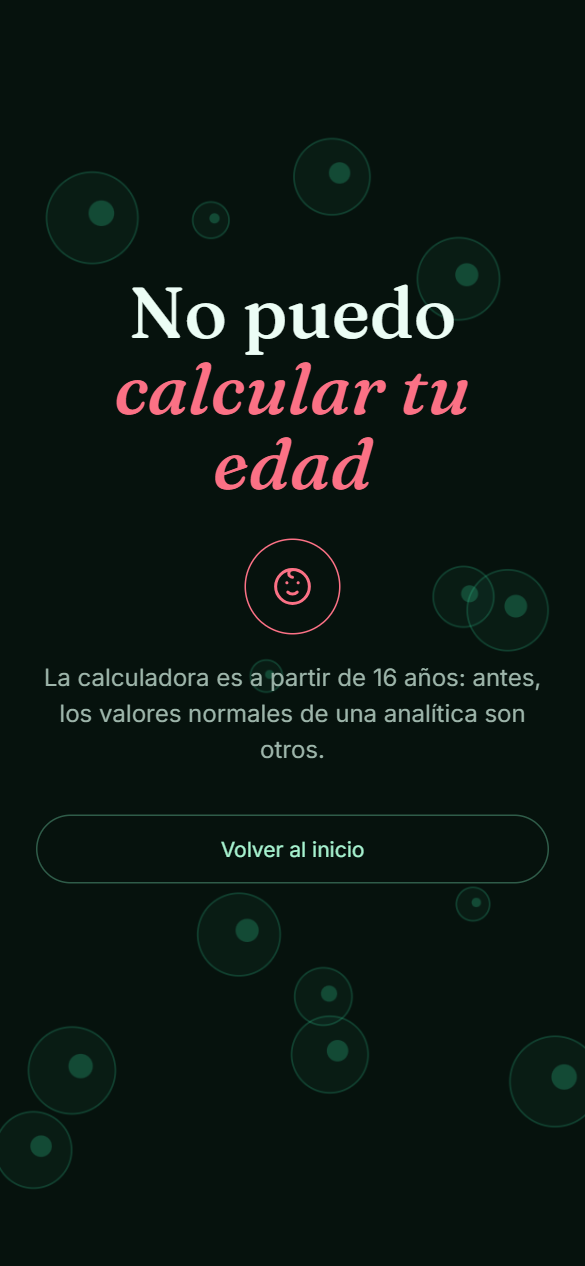 No puedo
calcular tu
edad
La calculadora es a partir de 16 años: antes,
los valores normales de una analítica son
otros.
Volver al inicio